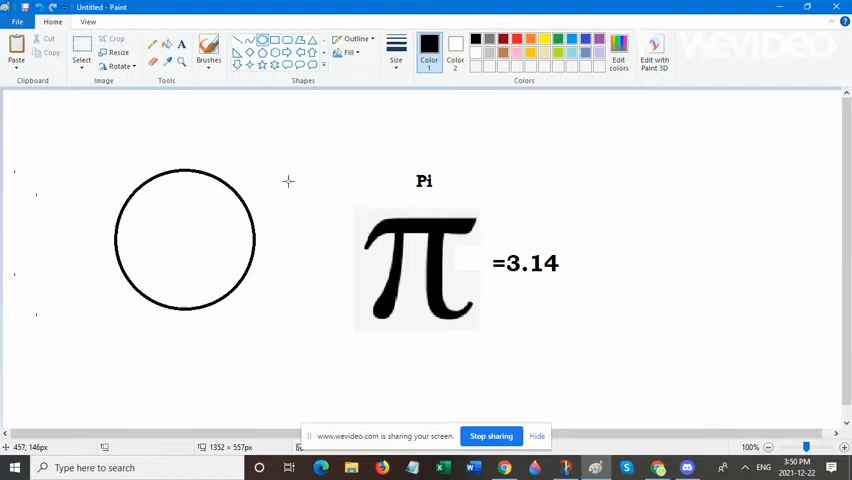 Untitled - Paint
File
Home
View
Paste
Cut
Copy
Clipboard
Select
Crop
Resize
Rotate
Image
A
Tools
Brushes
Outline
Fill
Shapes
Size
Color
1
Color
2
Edit
colors
Colors
Edit with
Paint 3D
WEVIDEO
Pi
π
=3.14
www.wevideo.com is sharing your screen.
Stop sharing
Hide
457, 146px
1352 × 557px
100%
Type here to search
ENG
3:50 PM
2021-12-22